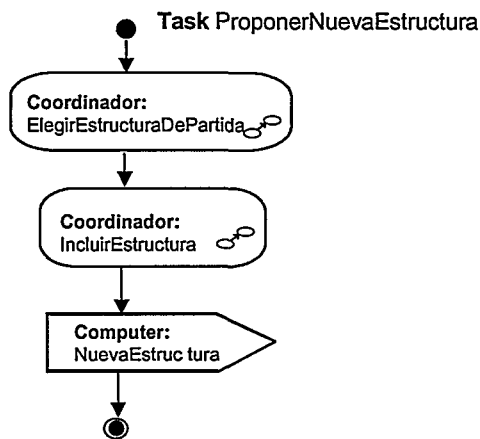 Task ProponerNuevaEstructura
Coordinador:
ElegirEstructuraDePartida
Coordinador:
IncluirEstructura
Computer:
NuevaEstruc tura